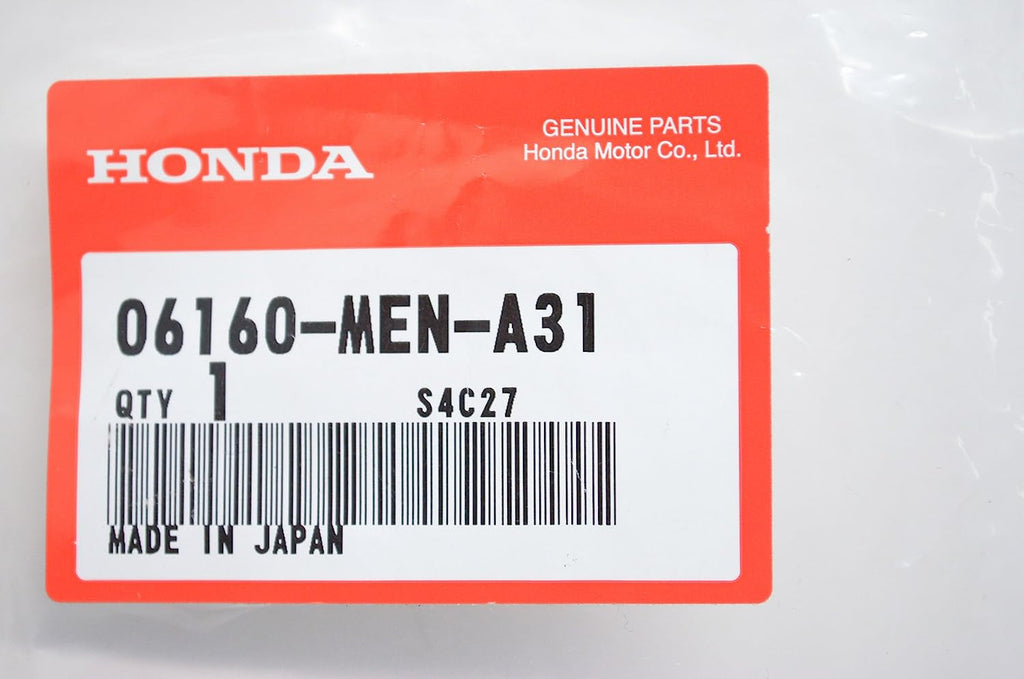 HONDA
GENUINE PARTS
Honda Motor Co., Ltd.
06160-MEN-A31
QTY 1 S4C27
MADE IN JAPAN